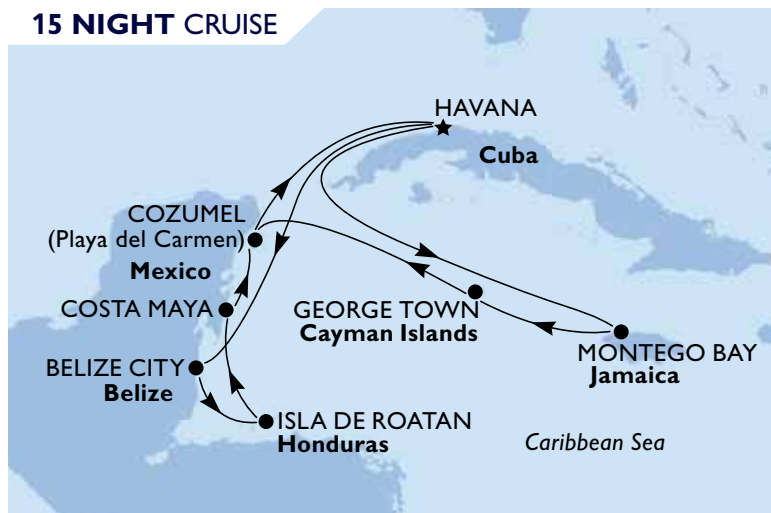 15 NIGHT CRUISE
HAVANA
Cuba
COZUMEL
(Playa del Carmen)
Mexico
COSTA MAYA
GEORGE TOWN
Cayman Islands
MONTEGO BAY
Jamaica
BELIZE CITY
Belize
ISLA DE ROATAN
Honduras
Caribbean Sea